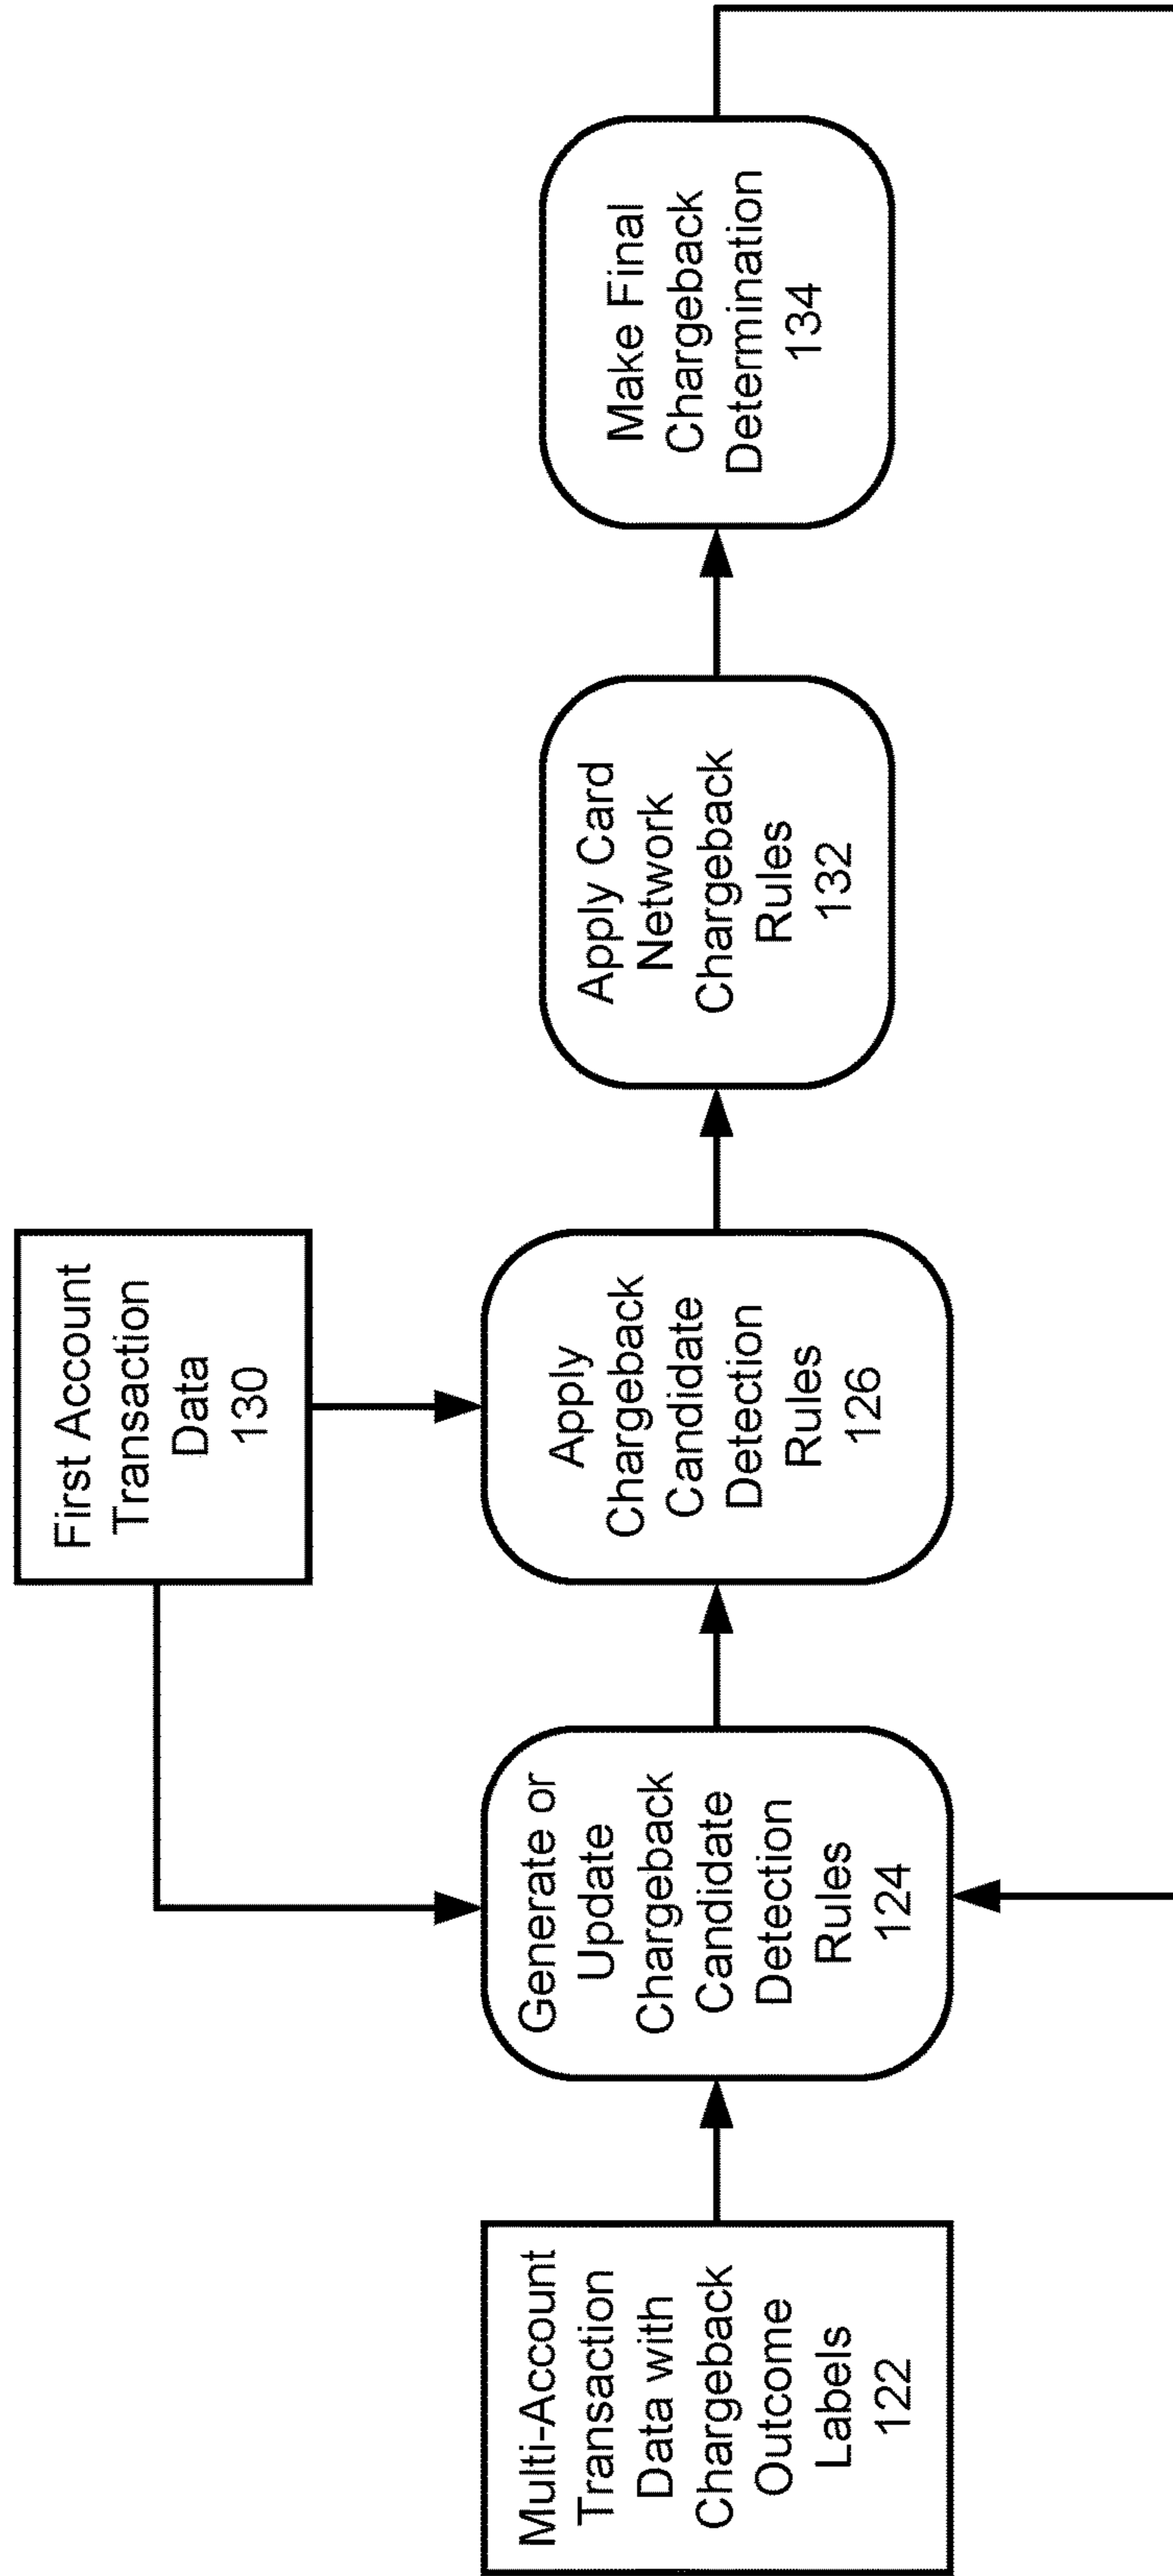 First Account
Transaction
Data
130
Multi-Account
Transaction
Data with
Chargeback
Outcome
Labels
122
Generate or
Update
Chargeback
Candidate
Detection
Rules
124
Apply
Chargeback
Candidate
Detection
Rules
126
Apply Card
Network
Chargeback
Rules
132
Make Final
Chargeback
Determination
134